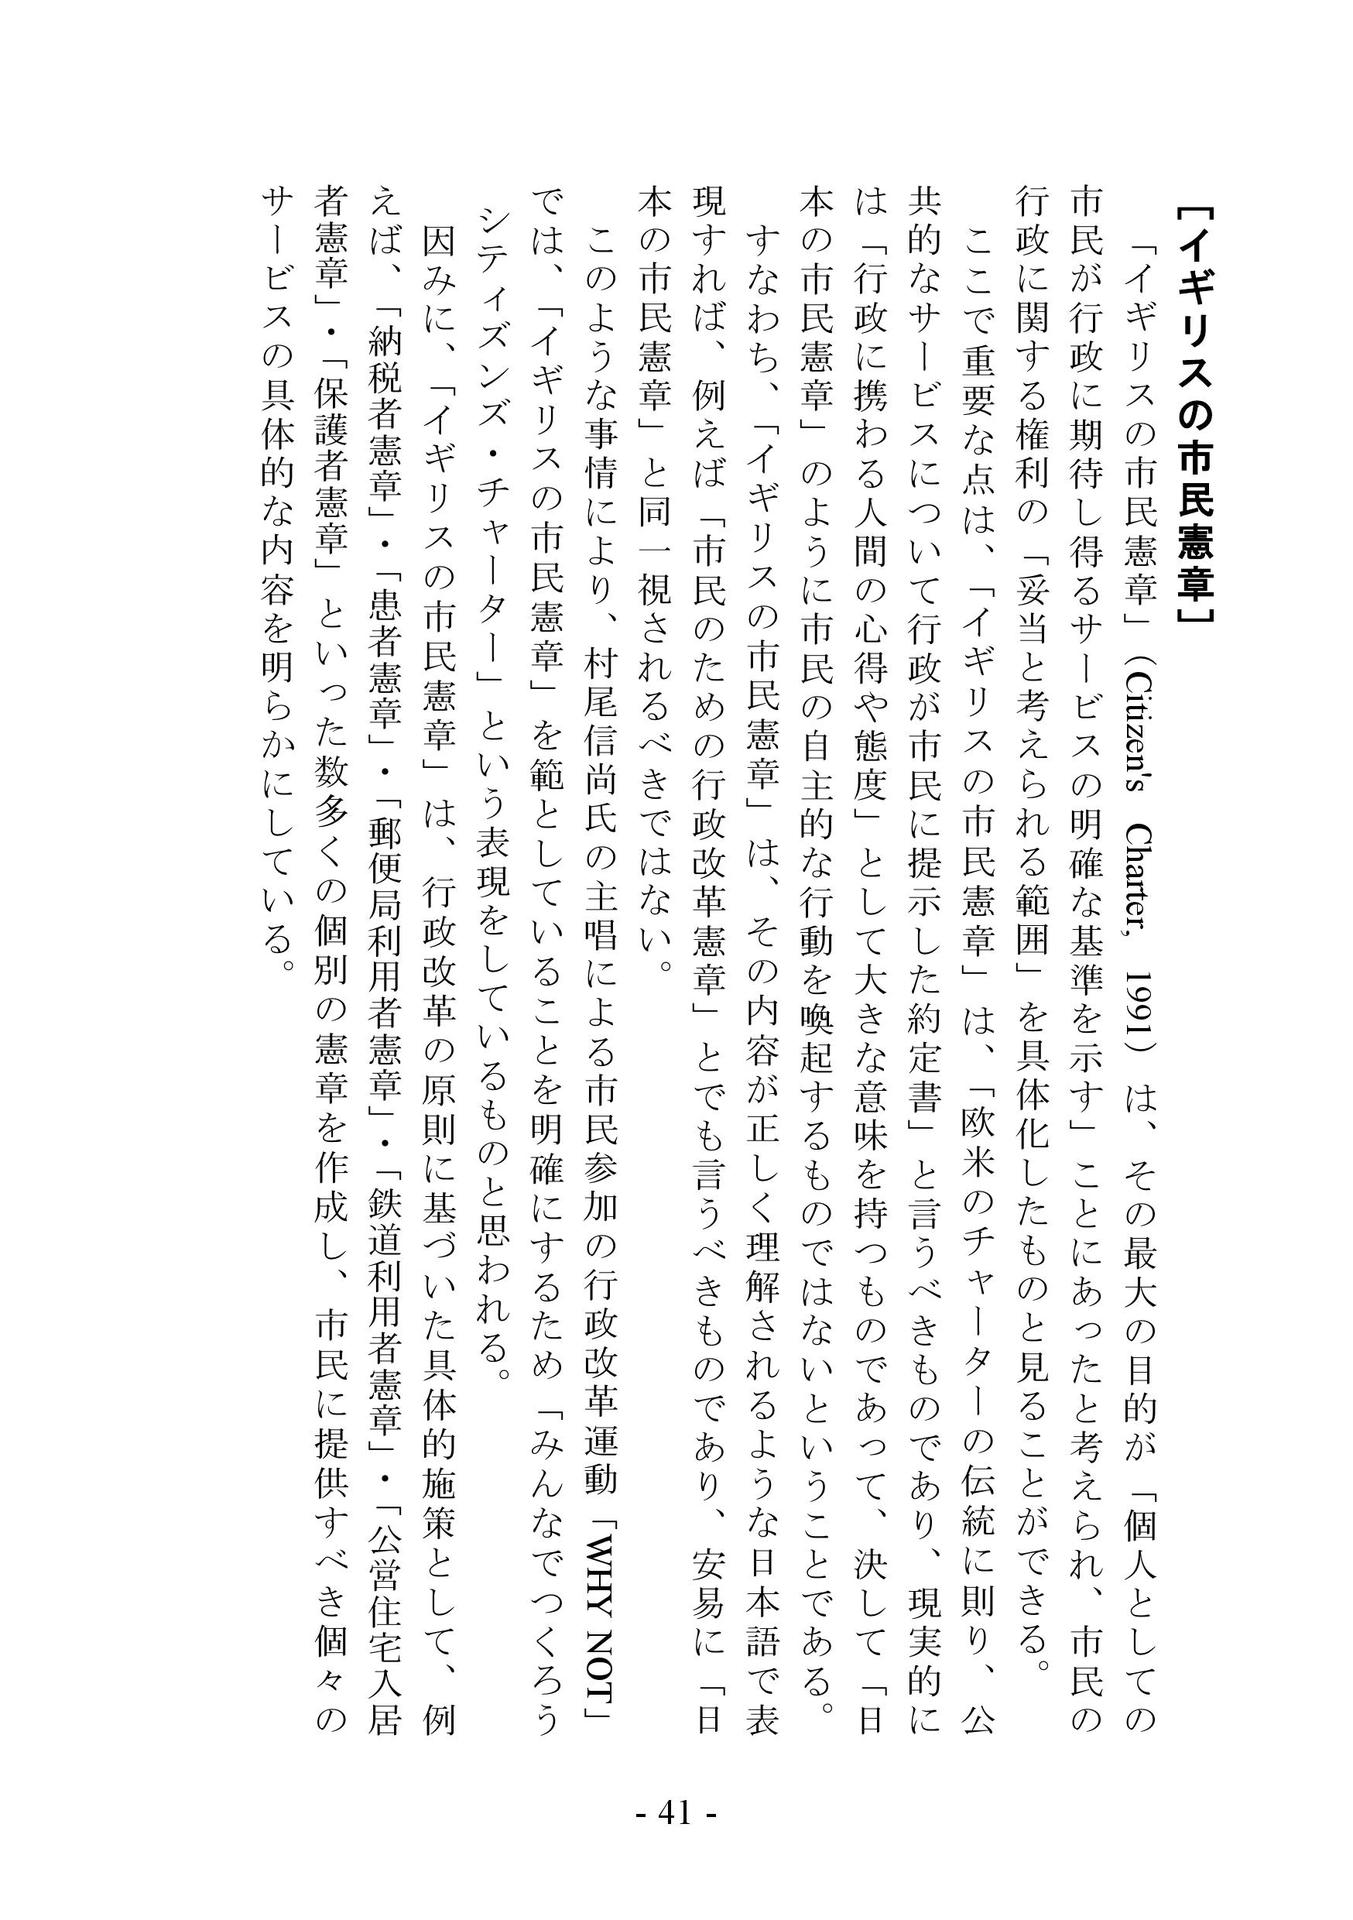 ［イギリスの市民憲章］
「イギリスの市民憲章」（Citizen's Charter, 1991）は、その最大の目的が「個人としての
市民が行政に期待し得るサービスの明確な基準を示す」ことにあったと考えられ、市民の
行政に関する権利の「妥当と考えられる範囲」を具体化したものと見ることができる。
ここで重要な点は、「イギリスの市民憲章」は、「欧米のチャーターの伝統に則り、公
共的なサービスについて行政が市民に提示した約定書」と言うべきものであり、現実的に
は「行政に携わる人間の心得や態度」として大きな意味を持つものであって、決して「日
本の市民憲章」のように市民の自主的な行動を喚起するものではないということである。
すなわち、「イギリスの市民憲章」は、その内容が正しく理解されるような日本語で表
現すれば、例えば「市民のための行政改革憲章」とでも言うべきものであり、安易に「日
本の市民憲章」と同一視されるべきではない。
このような事情により、村尾信尚氏の主唱による市民参加の行政改革運動「WHY NOT」
では、「イギリスの市民憲章」を範としていることを明確にするため「みんなでつくろう
シティズンズ・チャーター」という表現をしているものと思われる。
因みに、「イギリスの市民憲章」は、行政改革の原則に基づいた具体的施策として、例
えば、「納税者憲章」・「患者憲章」・「郵便局利用者憲章」・「鉄道利用者憲章」・「公営住宅入居
者憲章」・「保護者憲章」といった数多くの個別の憲章を作成し、市民に提供すべき個々の
サービスの具体的な内容を明らかにしている。
- 41 -